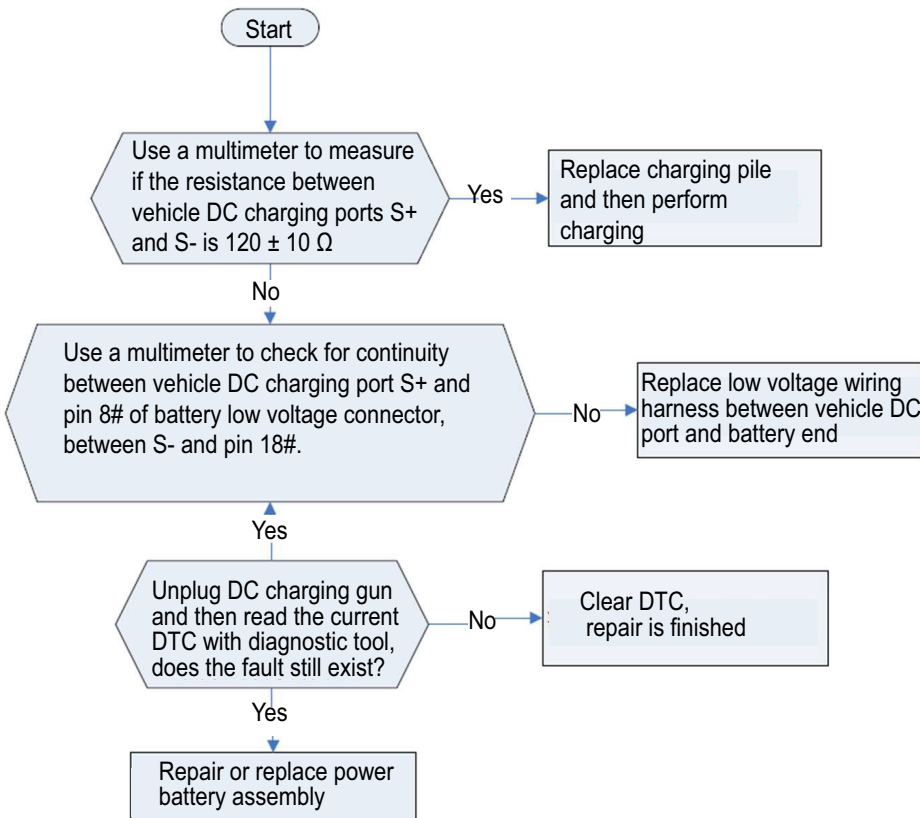 Start
Use a multimeter to measure
if the resistance between
vehicle DC charging ports S+
and S- is 120 ± 10 Ω
Yes
Replace charging pile
and then perform
charging
No
Use a multimeter to check for continuity
between vehicle DC charging port S+ and
pin 8# of battery low voltage connector,
between S- and pin 18#.
No
Replace low voltage wiring
harness between vehicle DC
port and battery end
Yes
Unplug DC charging gun
and then read the current
DTC with diagnostic tool,
does the fault still exist?
No
Clear DTC,
repair is finished
Yes
Repair or replace power
battery assembly